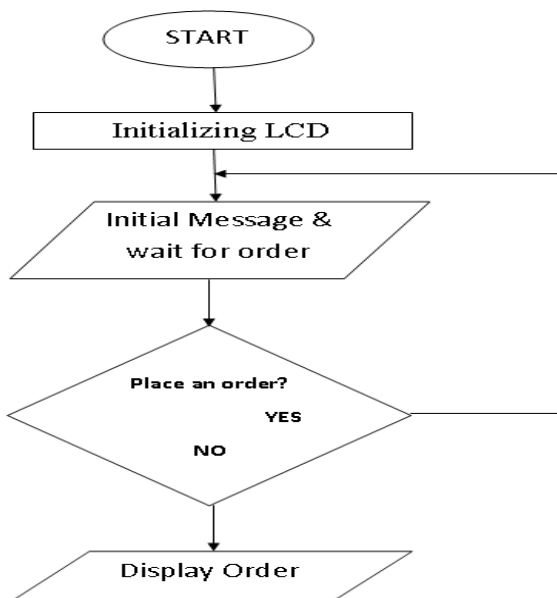 START
Initializing LCD
Initial Message &
wait for order
Place an order?
YES
NO
Display Order